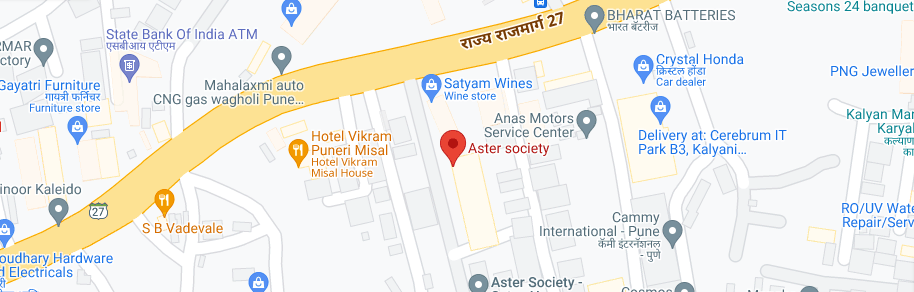 Seasons 24 banquet
राज्य राजमार्ग 27
BHARAT BATTERIES
भारत बॅटरीज
State Bank Of India ATM
एसबीआय एटीएम
RMAR
ctory
Crystal Honda
क्रिस्टल होंडा
Car dealer
PNG Jeweller
Mahalaxmi auto
CNG gas wagholi Pune...
Gayatri Furniture
गायत्री फर्निचर
Furniture store
Satyam Wines
Wine store
Anas Motors
Service Center
Delivery at: Cerebrum IT
Park B3, Kalyani...
Kalyan Mar
Karyal
कल्याण
का
Hotel Vikram
Puneri Misal
Hotel Vikram
Misal House
Aster society
inoor Kaleido
27
S B Vadevale
Cammy
International - Pune
कॅमी इंटरनॅशनल
- पुणे
RO/UV Water
Repair/Serv
oudhary Hardware
d Electricals
Aster Society -